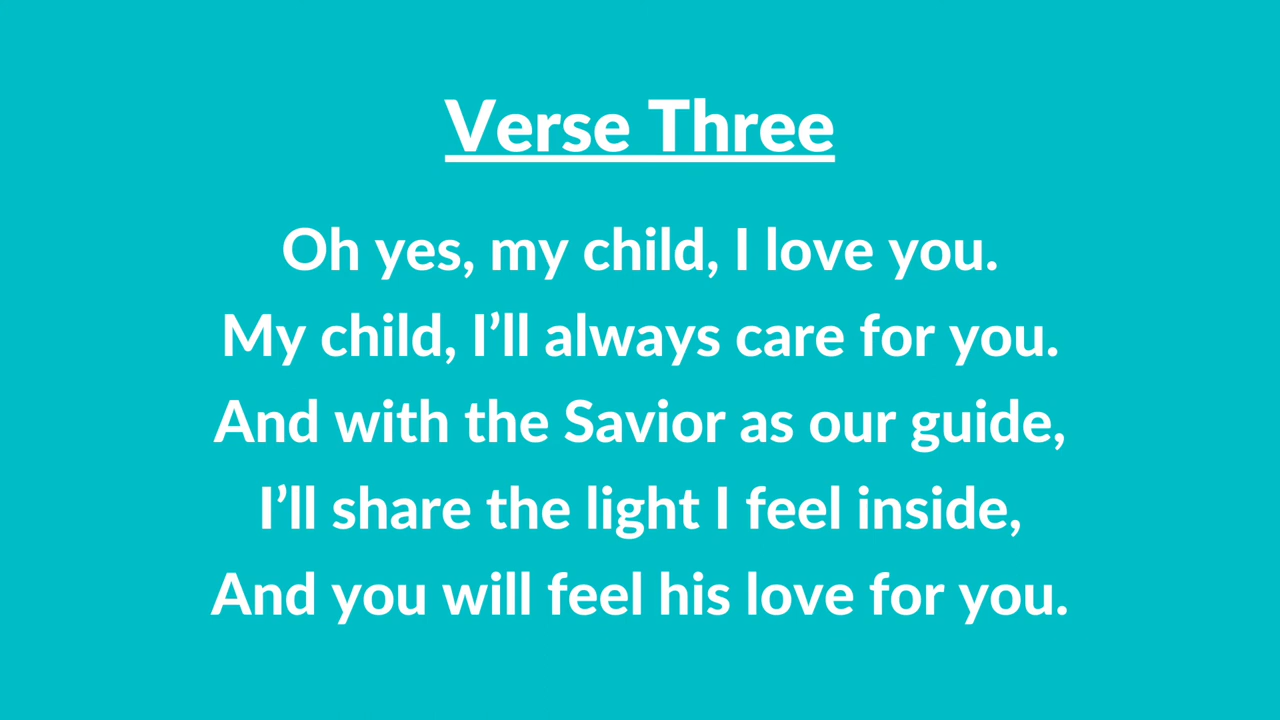 Verse Three
Oh yes, my child, I love you.
My child, I’ll always care for you.
And with the Savior as our guide,
I’ll share the light I feel inside,
And you will feel his love for you.